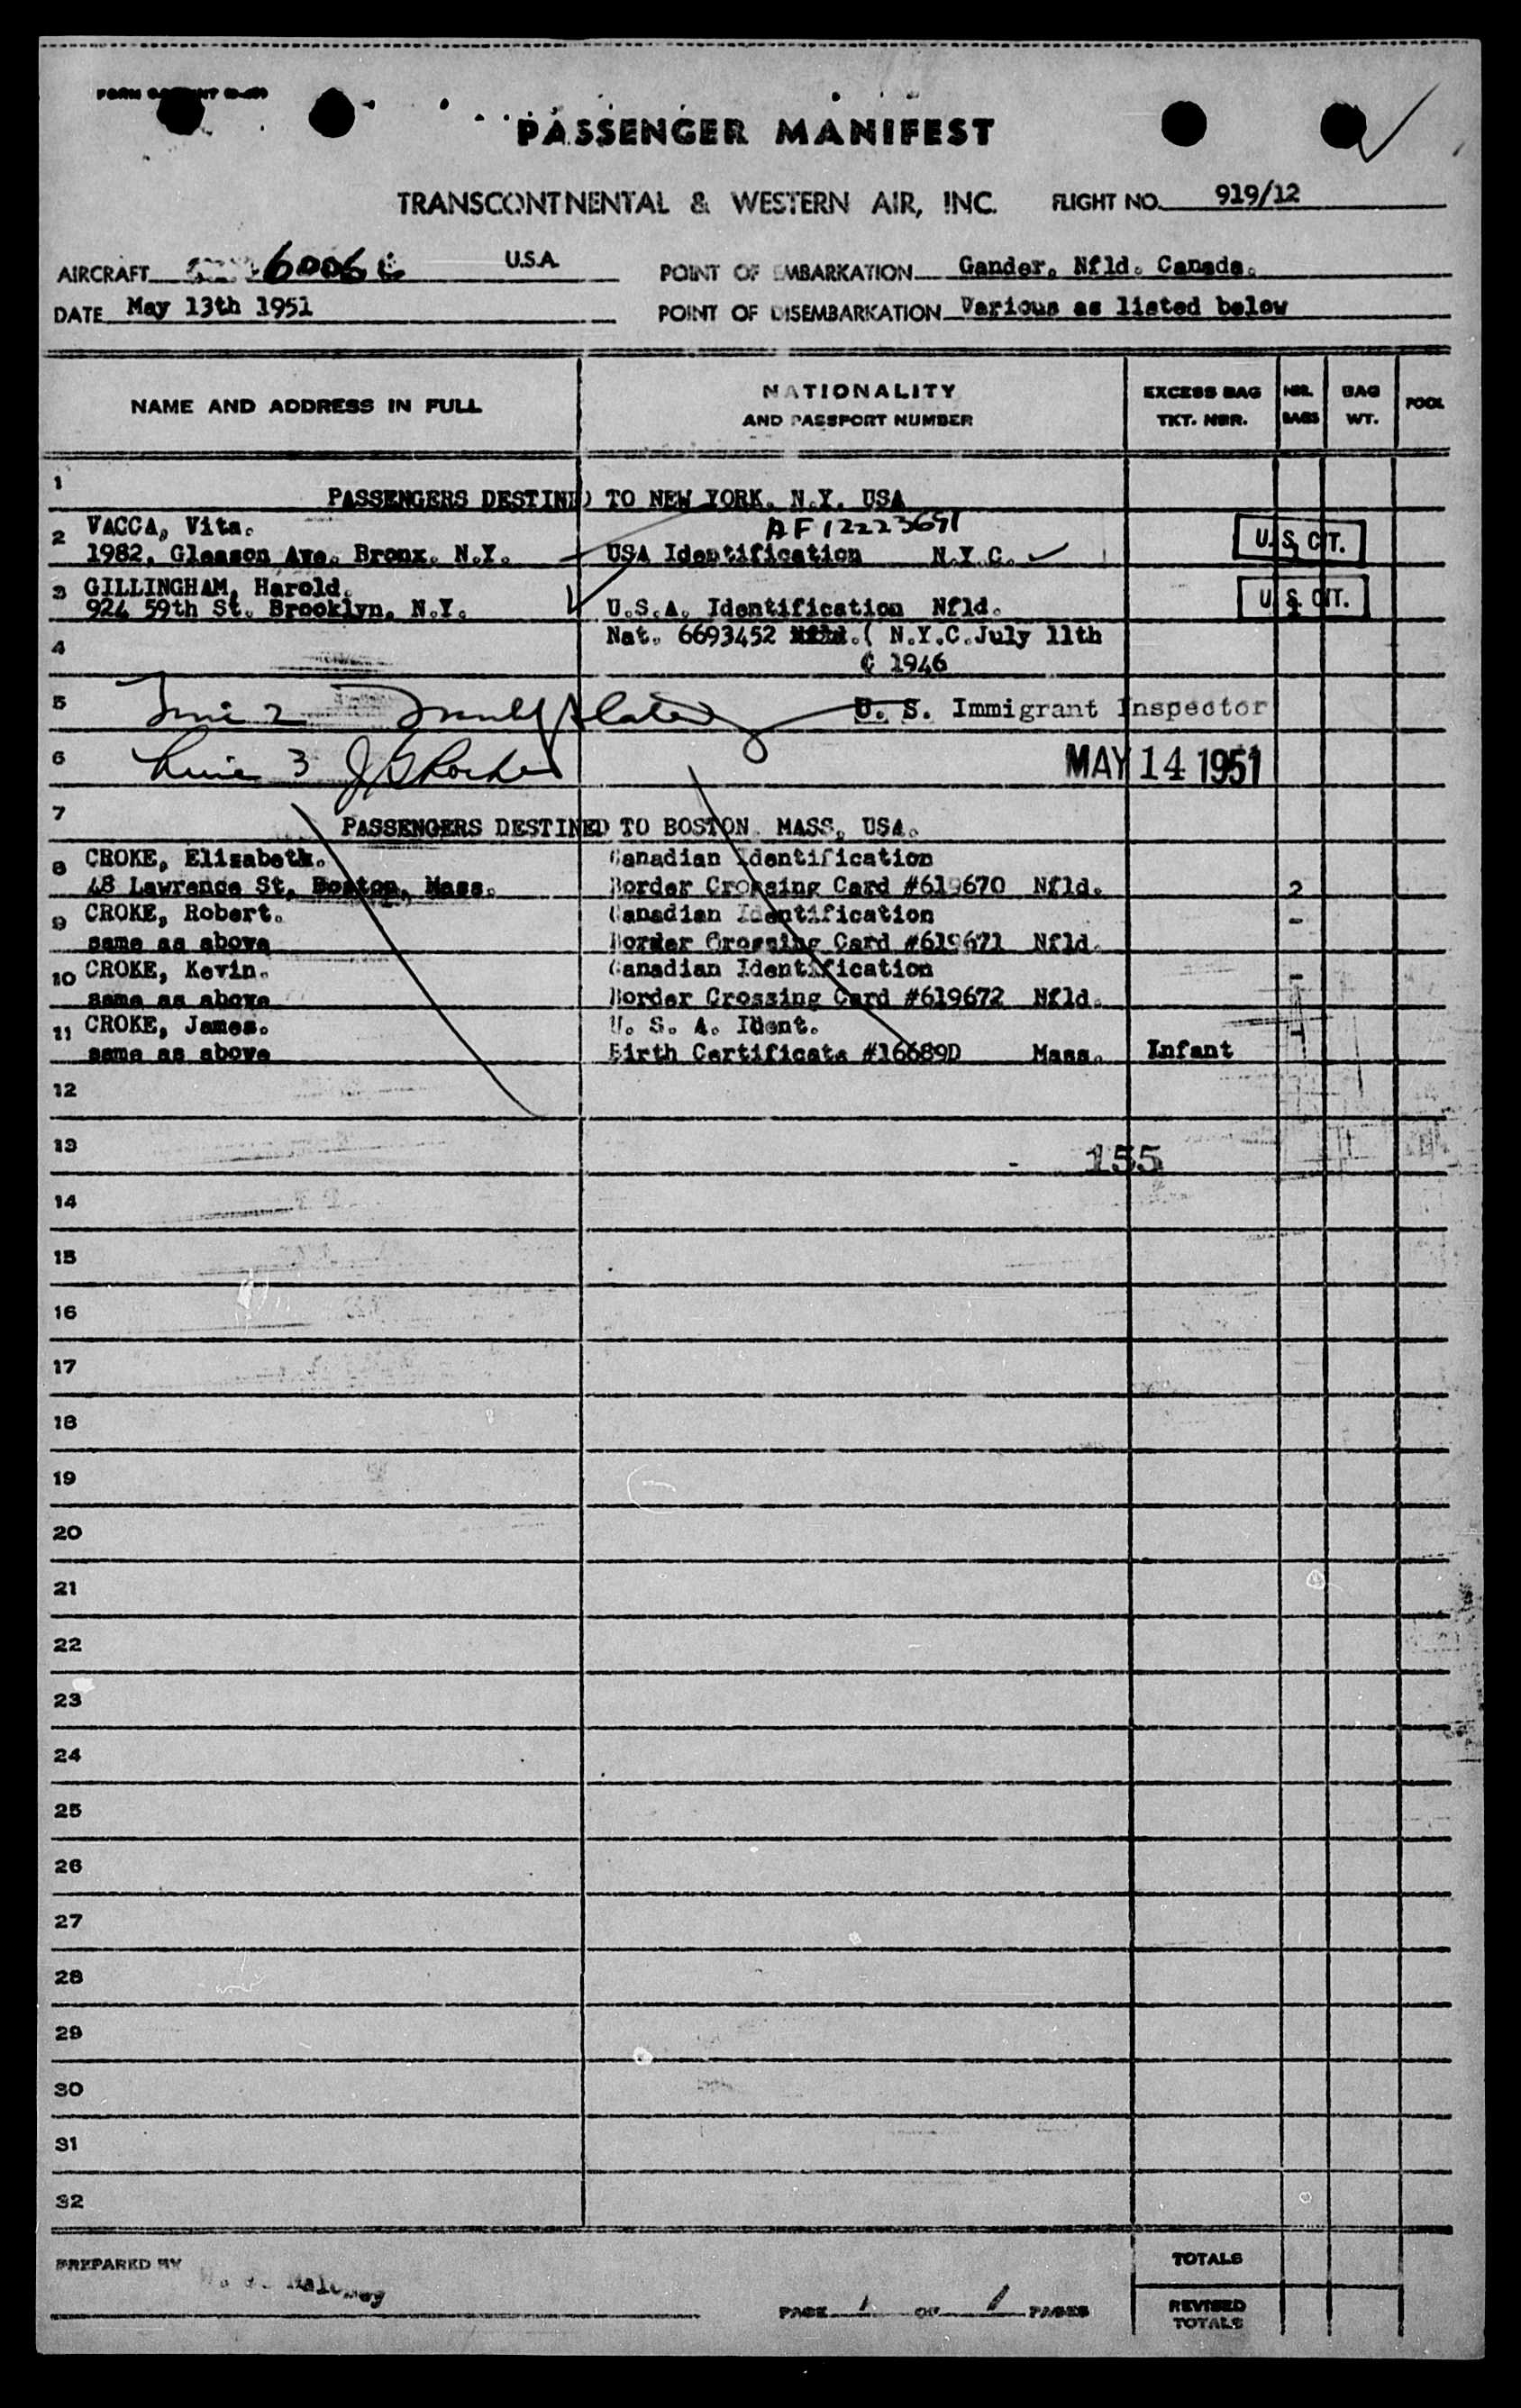 PASSENGER MANIFEST
TRANSCONTINENTAL & WESTERN AIR, INC. FLIGHT NO. 919/12
AIRCRAFT U.S.A. POINT OF EMBARKATION Gander, Nfld. Canada.
DATE May 13th 1951 POINT OF DISEMBARKATION Various as listed below
NAME AND ADDRESS IN FULL NATIONALITY AND PASSPORT NUMBER EXCESS BAG TKT. NBR. NBR. BAGS BAG WT. POOL
1 PASSENGERS DESTINED TO NEW YORK, N.Y. USA
2 VACCA, Vita. AF12223691 U.S. CIT.
1982, Gleason Ave. Bronx. N.Y. USA Identification N.Y.C.
3 GILLINGHAM, Harold. U.S. CIT.
924 59th St. Brooklyn. N.Y. U.S.A. Identification Nfld.
4 Nat. 6693452 ( N.Y.C. July 11th
1946
5 Line 2 U. S. Immigrant Inspector
6 Line 3 MAY 14 1951
7 PASSENGERS DESTINED TO BOSTON. MASS, USA.
8 CROKE, Elizabeth. Canadian Identification
48 Lawrence St, Boston, Mass. Border Crossing Card #619670 Nfld. 2
9 CROKE, Robert. Canadian Identification -
same as above Border Crossing Card #619671 Nfld.
10 CROKE, Kevin. Canadian Identification -
same as above Border Crossing Card #619672 Nfld.
11 CROKE, James. U. S. A. Ident. -
same as above Birth Certificate #16689D Mass. Infant
12
13 155
14
15
16
17
18
19
20
21
22
23
24
25
26
27
28
29
30
31
32
TOTALS
PREPARED BY Maloney
PAGE 1 OF 1 PAGES REVISED TOTALS